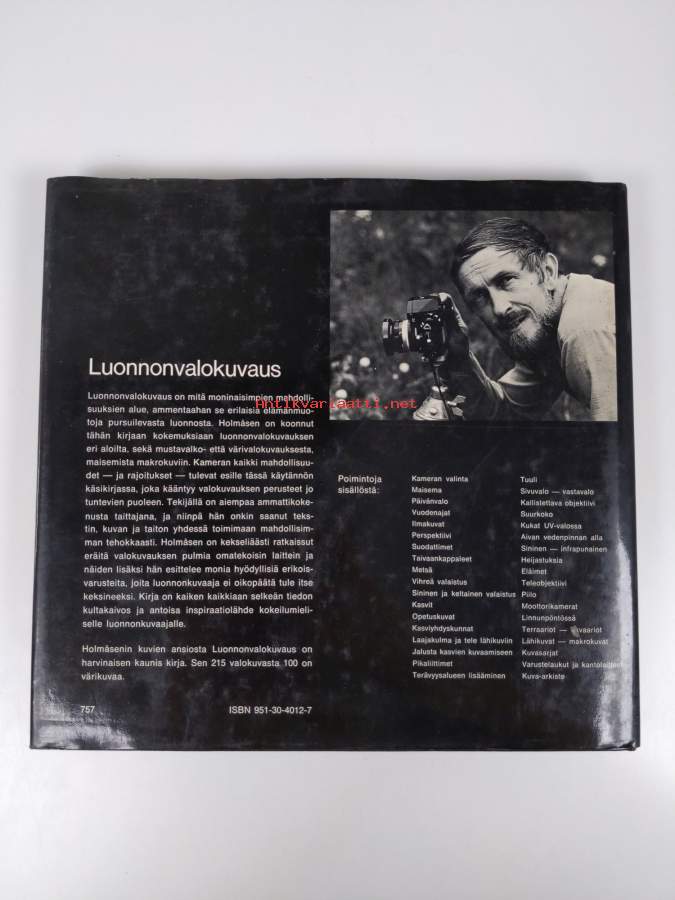 Luonnonvalokuvaus
Luonnonvalokuvaus on mitä moninaisimpien mahdolli-
suuksien alue, ammentaahan se erilaisia elämänmuo-
toja pursuilevasta luonnosta. Holmåsen on koonnut
tähän kirjaan kokemuksiaan luonnonvalokuvauksen
eri aloilta, sekä mustavalko- että värivalokuvauksesta,
maisemista makrokuviin. Kameran kaikki mahdollisuu-
det — ja rajoitukset — tulevat esille tässä käytännön
käsikirjassa, joka kääntyy valokuvauksen perusteet jo
tuntevien puoleen. Tekijällä on aiempaa ammattikoke-
nusta taittajana, ja niinpä hän onkin saanut teks-
tin, kuvan ja taiton yhdessä toimimaan mahdollisim-
man tehokkaasti. Holmåsen on kekseliäästi ratkaissut
eräitä valokuvauksen pulmia omatekoisin laittein ja
näiden lisäksi hän esittelee monia hyödyllisiä erikois-
varusteita, joita luonnonkuvaaja ei oikopäätä tule itse
keksineeksi. Kirja on kaiken kaikkiaan selkeän tiedon
kultakaivos ja antoisa inspiraatiolähde kokeilumieli-
selle luonnonkuvaajalle.
Holmåsenin kuvien ansiosta Luonnonvalokuvaus on
harvinaisen kaunis kirja. Sen 215 valokuvasta 100 on
värikuvaa.
757
ISBN 951-30-4012-7
Antikvariaatti.net
Poimintoja
sisällöstä:
Kameran valinta
Maisema
Päivänvalo
Vuodenajat
Ilmakuvat
Perspektiivi
Suodattimet
Taivaankappaleet
Metsä
Vihreä valaistus
Sininen ja keltainen valaistus
Kasvit
Opetuskuvat
Kasviyhdyskunnat
Laajakulma ja tele lähikuviin
Jalusta kasvien kuvaamiseen
Pikaliittimet
Terävyysalueen lisääminen
Tuuli
Sivuvalo — vastavalo
Kallistettava objektiivi
Suurkoko
Kukat UV-valossa
Aivan vedenpinnan alla
Sininen — infrapunainen
Heijastuksia
Eläimet
Teleobjektiivi
Piilo
Moottorikamerat
Linnunpöntössä
Terraariot — akvaariot
Lähikuvat — makrokuvat
Kuvasarjat
Varustelaukut ja kantolaitteet
Kuva-arkisto